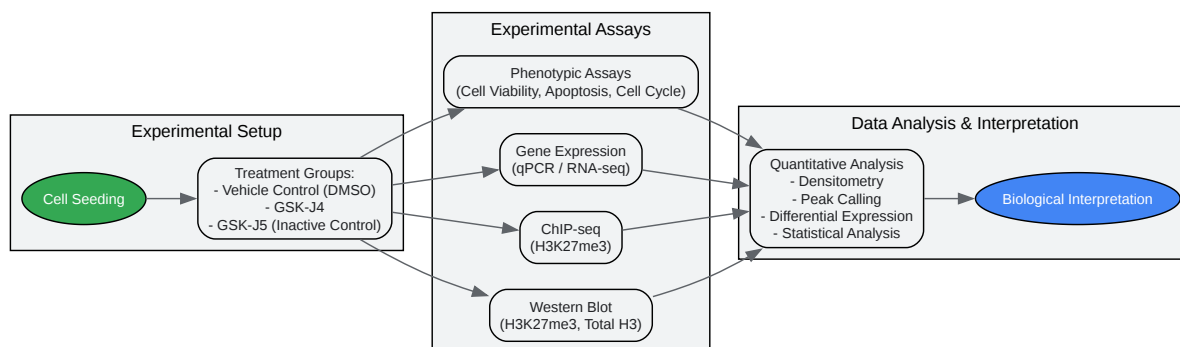 Experimental Setup
Cell Seeding
Treatment Groups:
- Vehicle Control (DMSO)
- GSK-J4
- GSK-J5 (Inactive Control)
Experimental Assays
Phenotypic Assays
(Cell Viability, Apoptosis, Cell Cycle)
Gene Expression
(qPCR / RNA-seq)
ChIP-seq
(H3K27me3)
Western Blot
(H3K27me3, Total H3)
Data Analysis & Interpretation
Quantitative Analysis
- Densitometry
- Peak Calling
- Differential Expression
- Statistical Analysis
Biological Interpretation